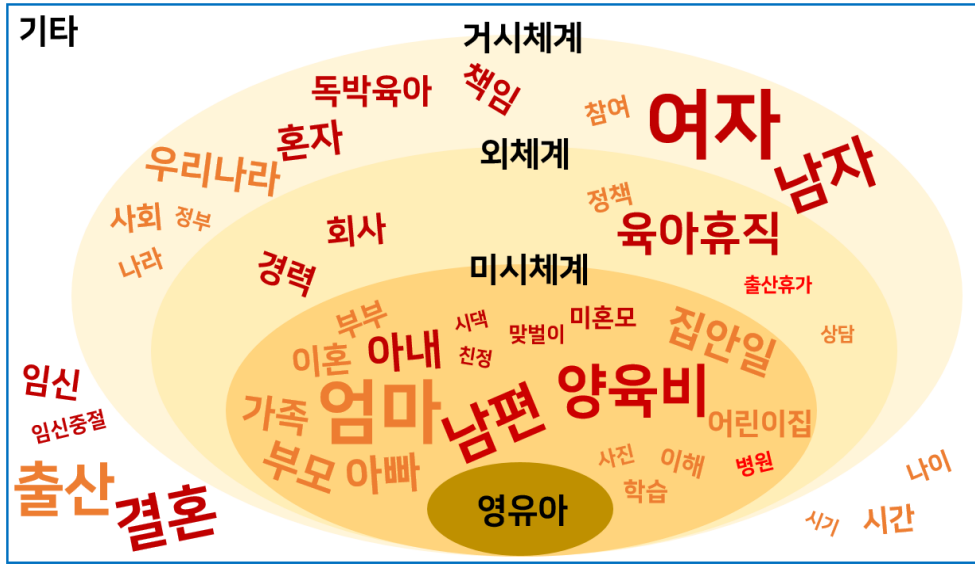 기타
거시체계
독박육아
책임
참여
여자
혼자
남자
외체계
우리나라
정책
사회
정부
회사
육아휴직
나라
경력
미시체계
출산휴가
부부
시댁
미혼모
맞벌이
집안일
상담
이혼
아내
친정
임신
양육비
엄마
남편
가족
어린이집
임신중절
부모
아빠
사진
이해
병원
나이
출산
학습
결혼
영유아
시기
시간